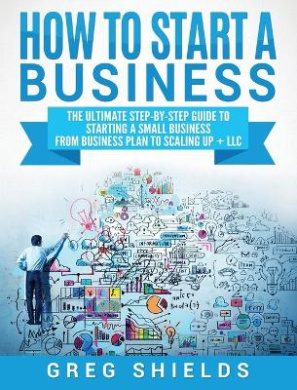 HOW TO START A
BUSINESS
THE ULTIMATE STEP-BY-STEP GUIDE TO
STARTING A SMALL BUSINESS
FROM BUSINESS PLAN TO SCALING UP + LLC
GREG SHIELDS